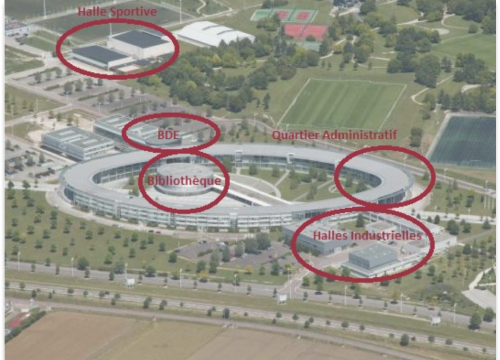 Halle Sportive
BDE
Quartier Administratif
Bibliothèque
Halles Industrielles